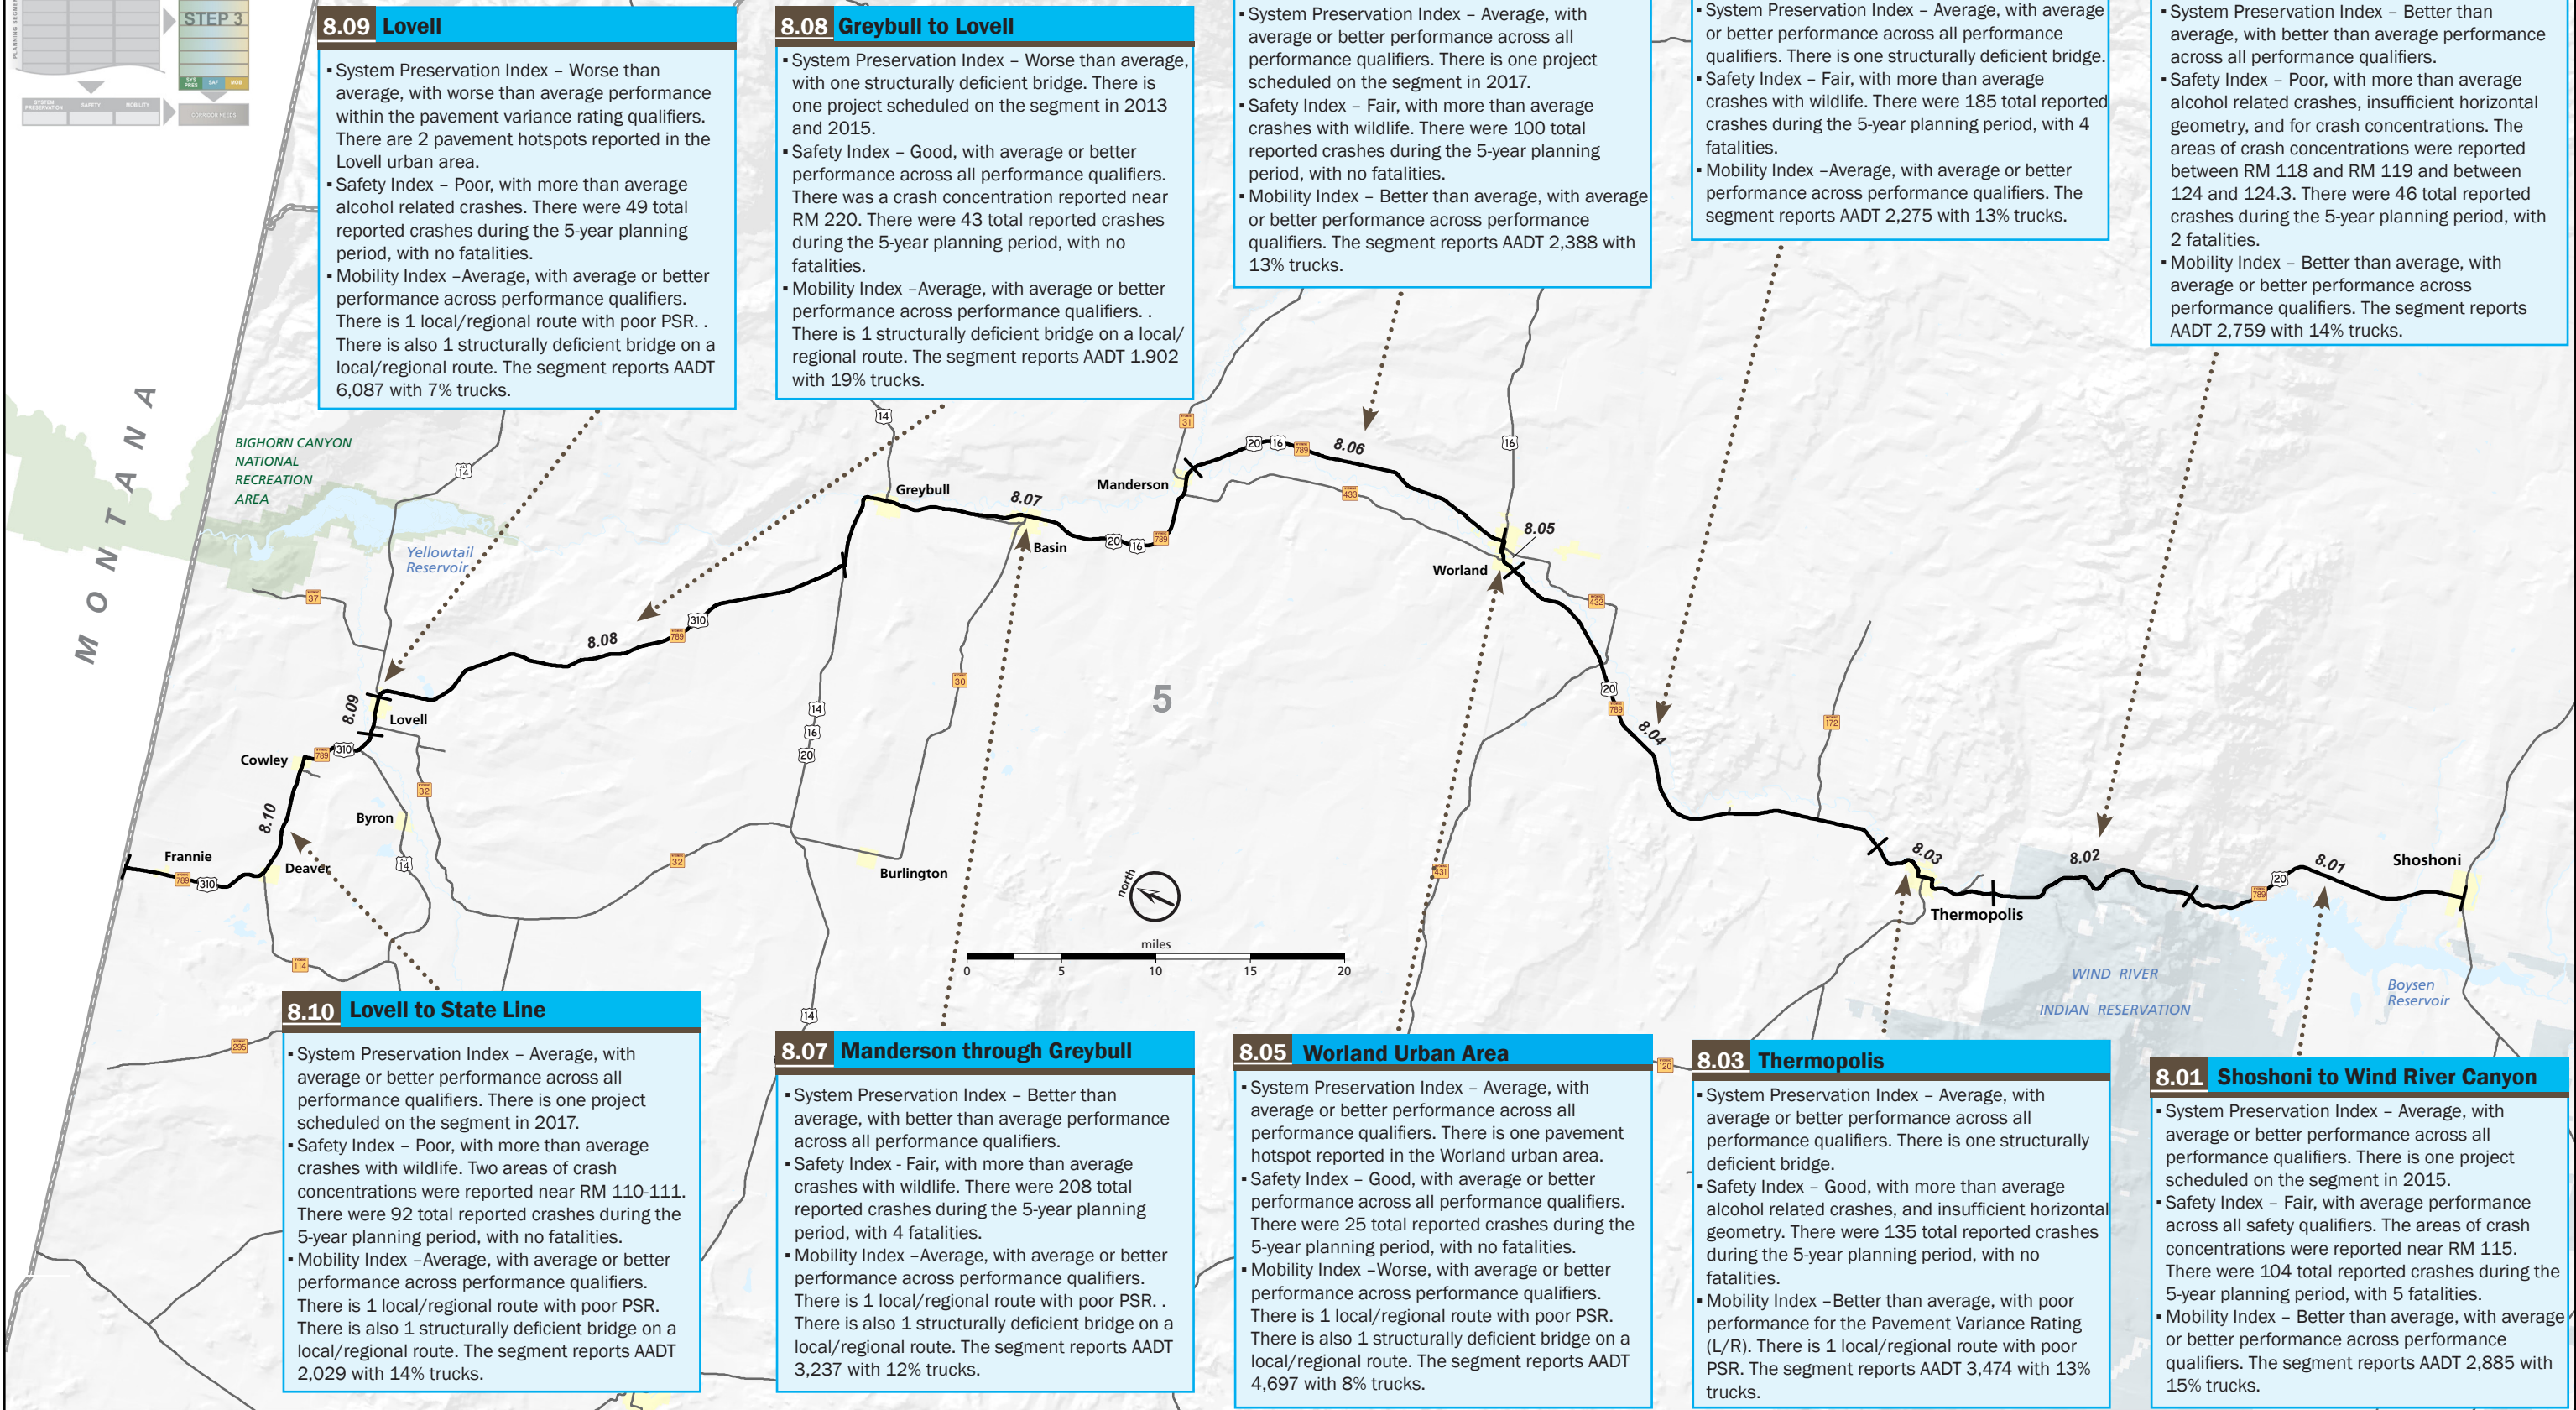 PLANNING SEGME
STEP 3
SYS PRES
SAF
MOB
SYSTEM PRESERVATION
SAFETY
MOBILITY
CORRIDOR NEEDS
8.09 Lovell
▪ System Preservation Index – Worse than
average, with worse than average performance
within the pavement variance rating qualifiers.
There are 2 pavement hotspots reported in the
Lovell urban area.
▪ Safety Index – Poor, with more than average
alcohol related crashes. There were 49 total
reported crashes during the 5-year planning
period, with no fatalities.
▪ Mobility Index –Average, with average or better
performance across performance qualifiers.
There is 1 local/regional route with poor PSR. .
There is also 1 structurally deficient bridge on a
local/regional route. The segment reports AADT
6,087 with 7% trucks.
8.08 Greybull to Lovell
▪ System Preservation Index – Worse than average,
with one structurally deficient bridge. There is
one project scheduled on the segment in 2013
and 2015.
▪ Safety Index – Good, with average or better
performance across all performance qualifiers.
There was a crash concentration reported near
RM 220. There were 43 total reported crashes
during the 5-year planning period, with no
fatalities.
▪ Mobility Index –Average, with average or better
performance across performance qualifiers. .
There is 1 structurally deficient bridge on a local/
regional route. The segment reports AADT 1.902
with 19% trucks.
▪ System Preservation Index – Average, with
average or better performance across all
performance qualifiers. There is one project
scheduled on the segment in 2017.
▪ Safety Index – Fair, with more than average
crashes with wildlife. There were 100 total
reported crashes during the 5-year planning
period, with no fatalities.
▪ Mobility Index – Better than average, with average
or better performance across performance
qualifiers. The segment reports AADT 2,388 with
13% trucks.
▪ System Preservation Index – Average, with average
or better performance across all performance
qualifiers. There is one structurally deficient bridge.
▪ Safety Index – Fair, with more than average
crashes with wildlife. There were 185 total reported
crashes during the 5-year planning period, with 4
fatalities.
▪ Mobility Index –Average, with average or better
performance across performance qualifiers. The
segment reports AADT 2,275 with 13% trucks.
▪ System Preservation Index – Better than
average, with better than average performance
across all performance qualifiers.
▪ Safety Index – Poor, with more than average
alcohol related crashes, insufficient horizontal
geometry, and for crash concentrations. The
areas of crash concentrations were reported
between RM 118 and RM 119 and between
124 and 124.3. There were 46 total reported
crashes during the 5-year planning period, with
2 fatalities.
▪ Mobility Index – Better than average, with
average or better performance across
performance qualifiers. The segment reports
AADT 2,759 with 14% trucks.
MONTANA
BIGHORN CANYON
NATIONAL
RECREATION
AREA
Yellowtail
Reservoir
14
14
31
20
16
789
8.06
16
433
Manderson
Greybull
8.07
Basin
20
16
789
8.05
Worland
432
37
310
789
8.08
30
5
20
789
8.04
172
14
16
20
8.09
Lovell
Cowley
789
310
32
8.10
Byron
14
Frannie
Deaver
789
310
32
Burlington
north
431
8.03
Thermopolis
8.02
789
20
8.01
Shoshoni
miles
0
5
10
15
20
114
14
295
120
WIND RIVER
INDIAN RESERVATION
Boysen
Reservoir
8.10 Lovell to State Line
▪ System Preservation Index – Average, with
average or better performance across all
performance qualifiers. There is one project
scheduled on the segment in 2017.
▪ Safety Index – Poor, with more than average
crashes with wildlife. Two areas of crash
concentrations were reported near RM 110-111.
There were 92 total reported crashes during the
5-year planning period, with no fatalities.
▪ Mobility Index –Average, with average or better
performance across performance qualifiers.
There is 1 local/regional route with poor PSR.
There is also 1 structurally deficient bridge on a
local/regional route. The segment reports AADT
2,029 with 14% trucks.
8.07 Manderson through Greybull
▪ System Preservation Index – Better than
average, with better than average performance
across all performance qualifiers.
▪ Safety Index - Fair, with more than average
crashes with wildlife. There were 208 total
reported crashes during the 5-year planning
period, with 4 fatalities.
▪ Mobility Index –Average, with average or better
performance across performance qualifiers.
There is 1 local/regional route with poor PSR. .
There is also 1 structurally deficient bridge on a
local/regional route. The segment reports AADT
3,237 with 12% trucks.
8.05 Worland Urban Area
▪ System Preservation Index – Average, with
average or better performance across all
performance qualifiers. There is one pavement
hotspot reported in the Worland urban area.
▪ Safety Index – Good, with average or better
performance across all performance qualifiers.
There were 25 total reported crashes during the
5-year planning period, with no fatalities.
▪ Mobility Index –Worse, with average or better
performance across performance qualifiers.
There is 1 local/regional route with poor PSR.
There is also 1 structurally deficient bridge on a
local/regional route. The segment reports AADT
4,697 with 8% trucks.
8.03 Thermopolis
▪ System Preservation Index – Average, with
average or better performance across all
performance qualifiers. There is one structurally
deficient bridge.
▪ Safety Index – Good, with more than average
alcohol related crashes, and insufficient horizontal
geometry. There were 135 total reported crashes
during the 5-year planning period, with no
fatalities.
▪ Mobility Index –Better than average, with poor
performance for the Pavement Variance Rating
(L/R). There is 1 local/regional route with poor
PSR. The segment reports AADT 3,474 with 13%
trucks.
8.01 Shoshoni to Wind River Canyon
▪ System Preservation Index – Average, with
average or better performance across all
performance qualifiers. There is one project
scheduled on the segment in 2015.
▪ Safety Index – Fair, with average performance
across all safety qualifiers. The areas of crash
concentrations were reported near RM 115.
There were 104 total reported crashes during the
5-year planning period, with 5 fatalities.
▪ Mobility Index – Better than average, with average
or better performance across performance
qualifiers. The segment reports AADT 2,885 with
15% trucks.